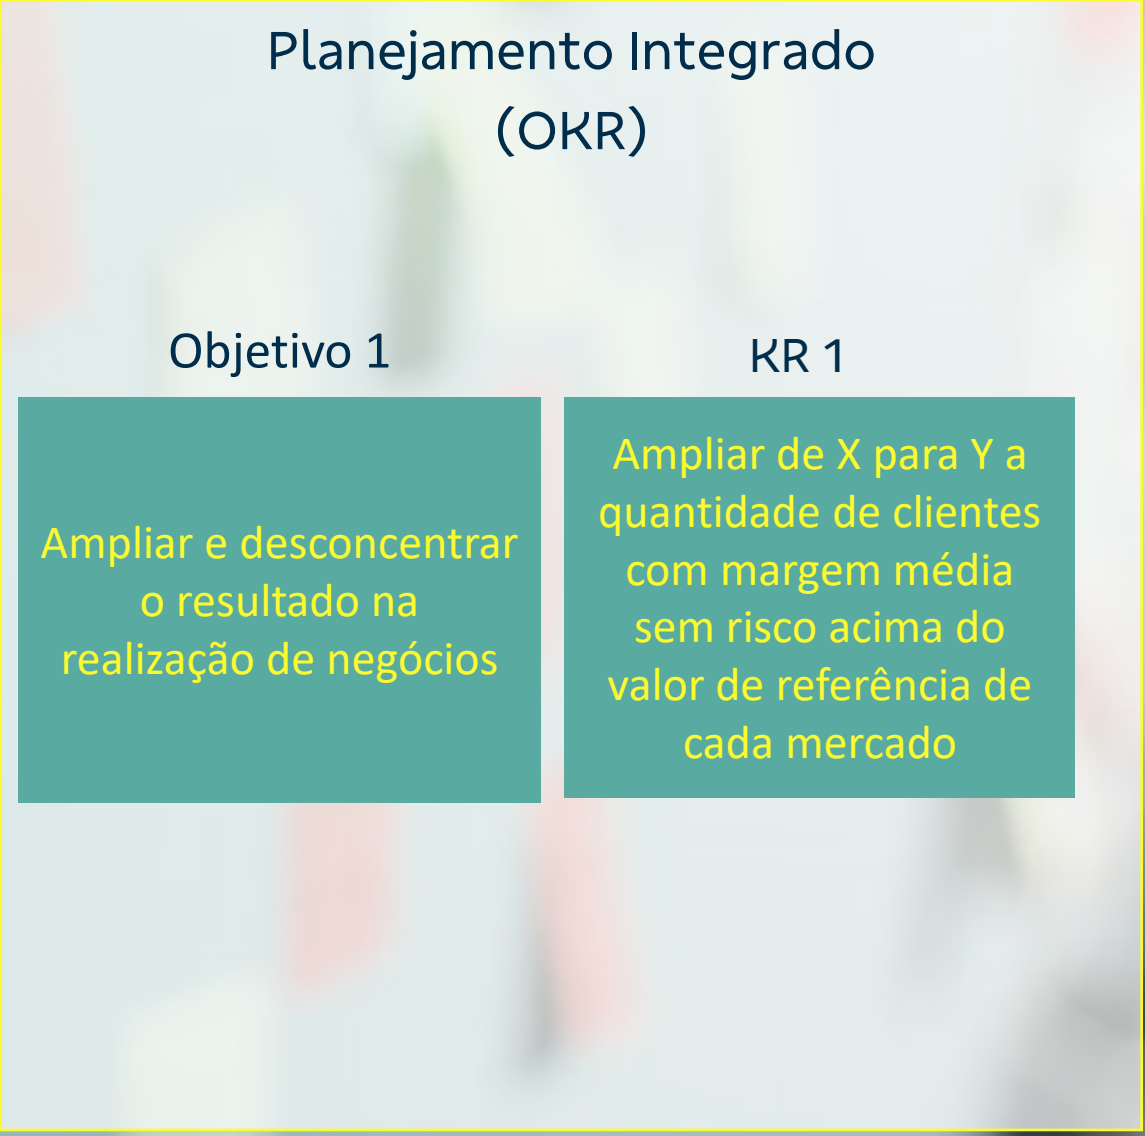 Planejamento Integrado
(OKR)
Objetivo 1
Ampliar e desconcentrar
o resultado na
realização de negócios
KR 1
Ampliar de X para Y a
quantidade de clientes
com margem média
sem risco acima do
valor de referência de
cada mercado